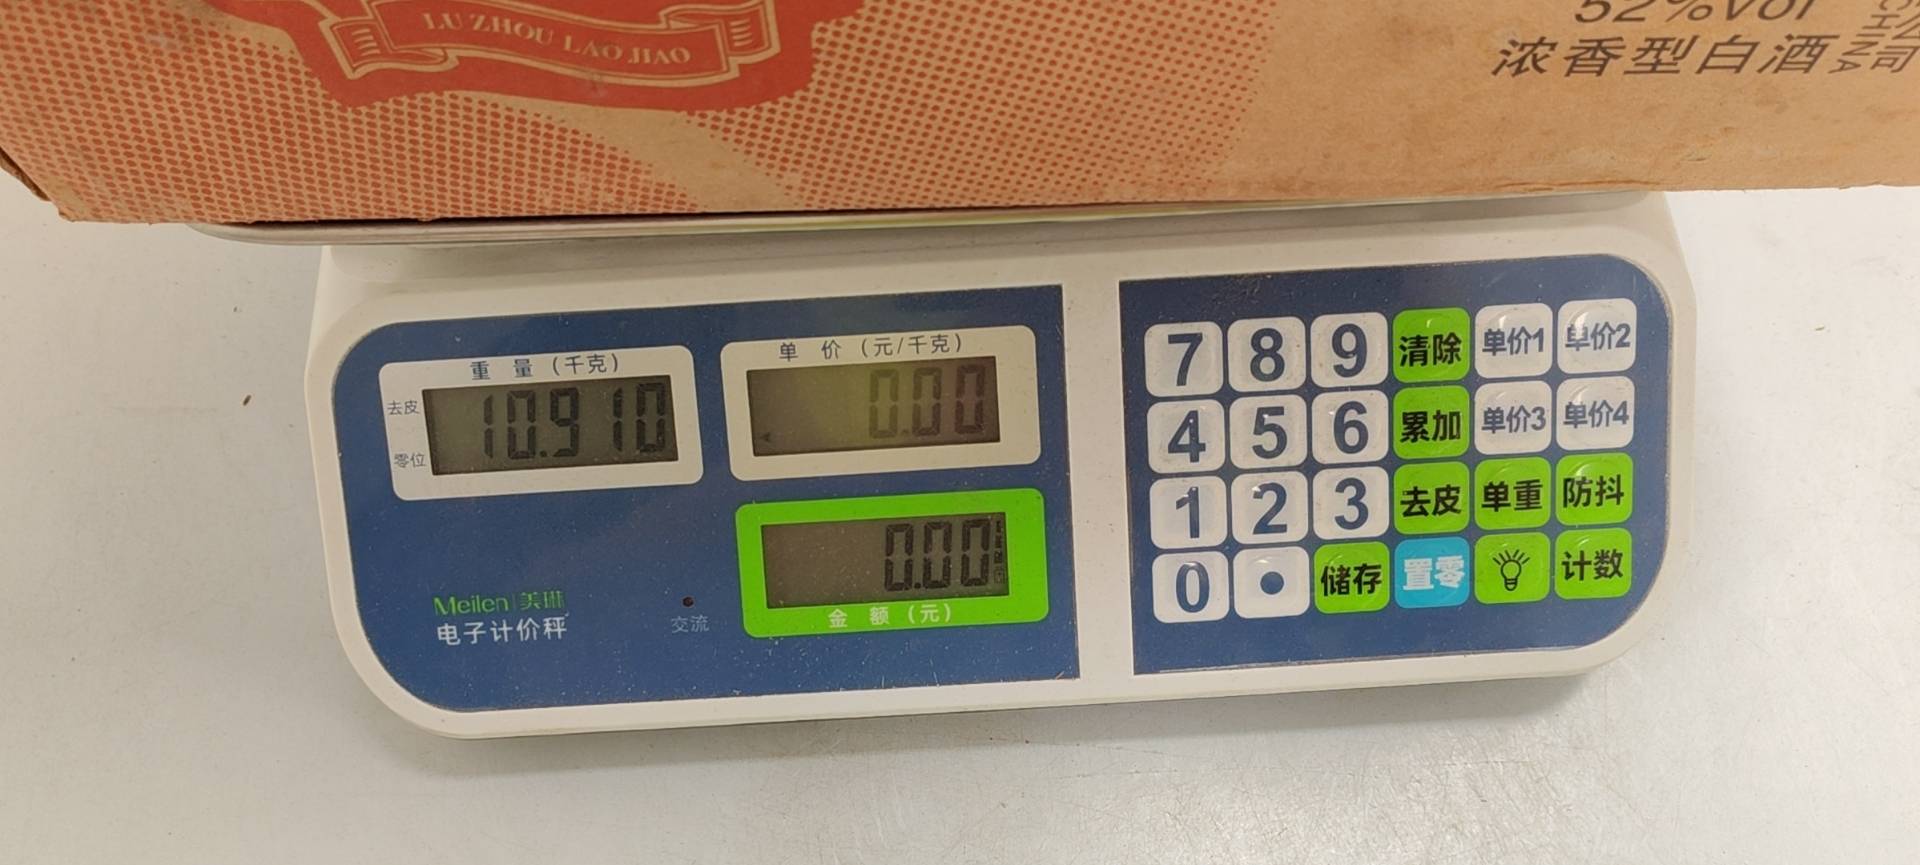 LU ZHOU LAO JIAO
52%vol
浓香型白酒
重量(千克)
去皮
零位
10.910
单价(元/千克)
0.00
0.00
金额(元)
Meilen|美琳
电子计价秤
交流
7 8 9 清除 单价1 单价2
4 5 6 累加 单价3 单价4
1 2 3 去皮 单重 防抖
0 • 储存 置零 计数